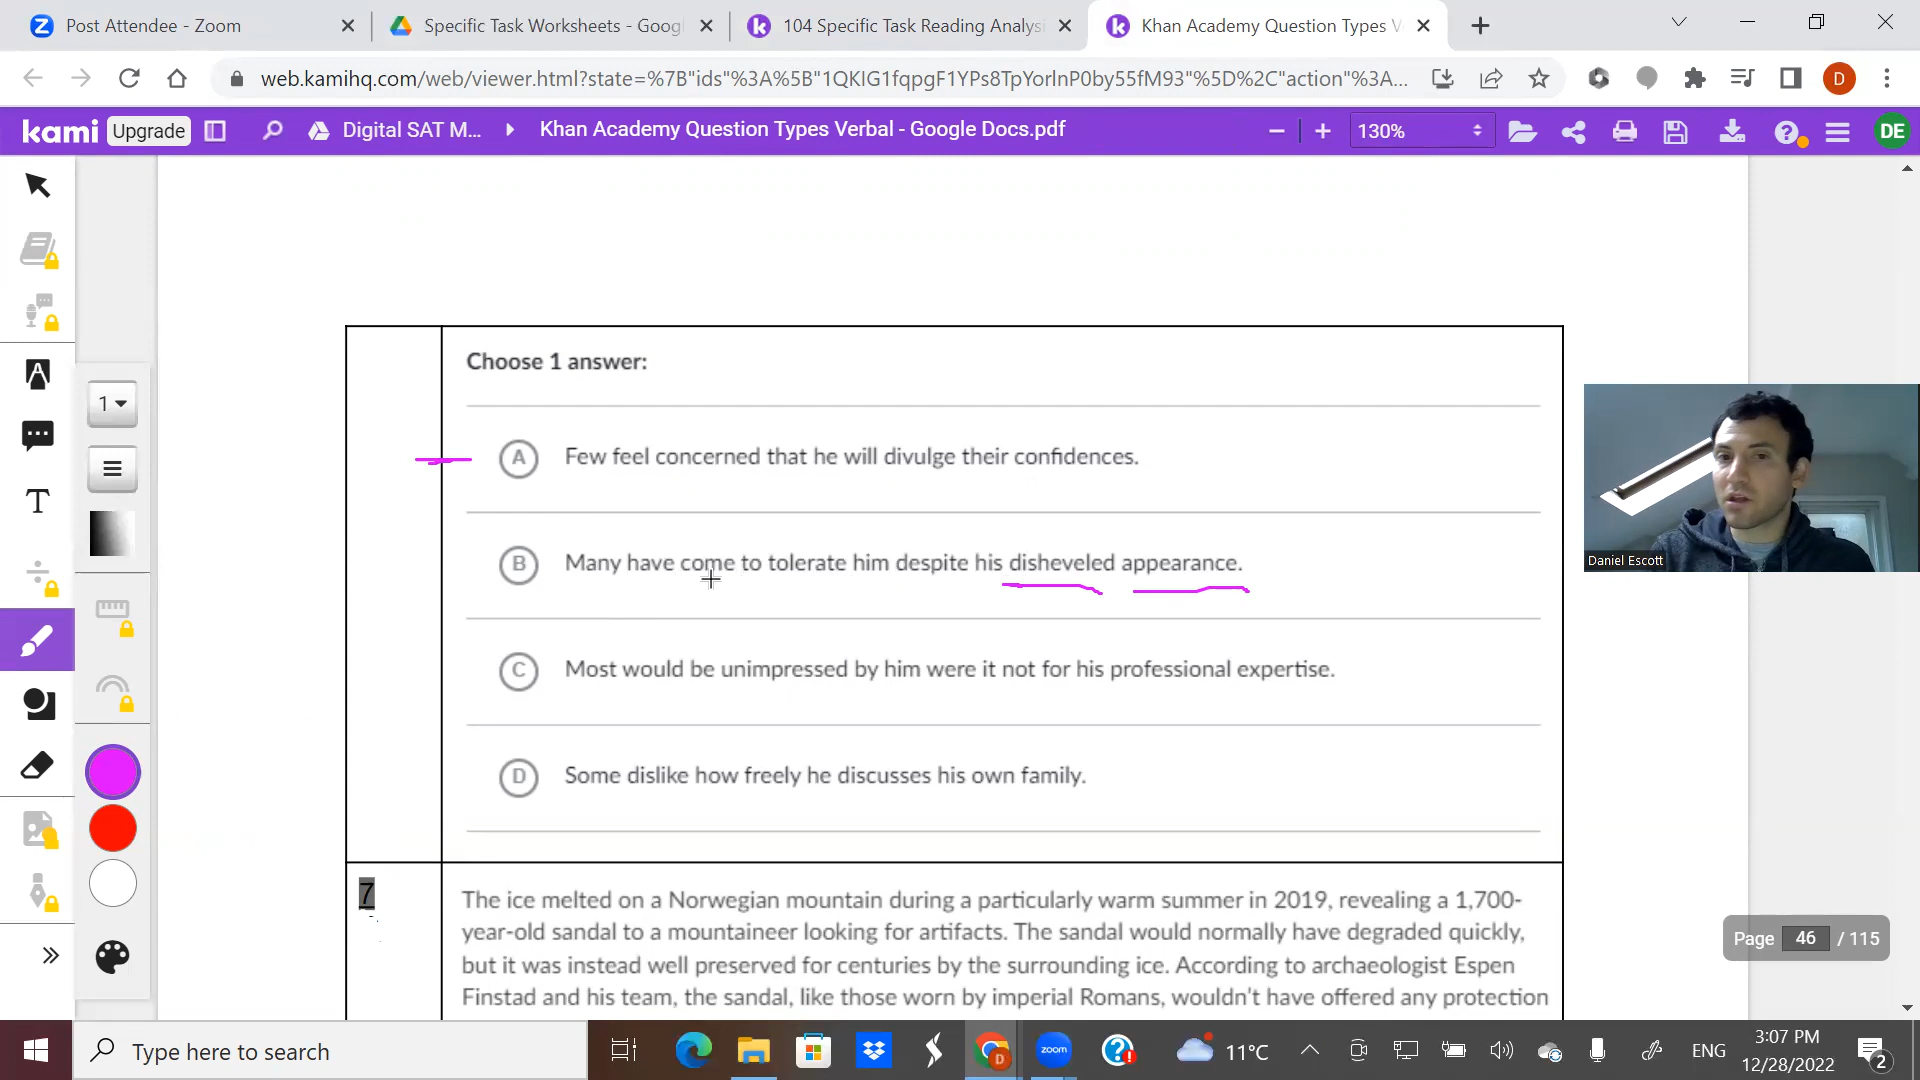 Post Attendee - Zoom
Specific Task Worksheets - Goog
104 Specific Task Reading Analysi
Khan Academy Question Types V
web.kamihq.com/web/viewer.html?state=%7B"ids"%3A%5B"1QKIG1fqpgF1YPs8TpYorInP0by55fM93"%5D%2C"action"%3A...
D
kami
Upgrade
Digital SAT M...
Khan Academy Question Types Verbal - Google Docs.pdf
130%
DE
1
T
Choose 1 answer:
A Few feel concerned that he will divulge their confidences.
B Many have come to tolerate him despite his disheveled appearance.
C Most would be unimpressed by him were it not for his professional expertise.
D Some dislike how freely he discusses his own family.
Daniel Escott
7
The ice melted on a Norwegian mountain during a particularly warm summer in 2019, revealing a 1,700-
year-old sandal to a mountaineer looking for artifacts. The sandal would normally have degraded quickly,
but it was instead well preserved for centuries by the surrounding ice. According to archaeologist Espen
Finstad and his team, the sandal, like those worn by imperial Romans, wouldn't have offered any protection
Page 46 / 115
Type here to search
zoom
D
11°C
ENG
3:07 PM
12/28/2022
2